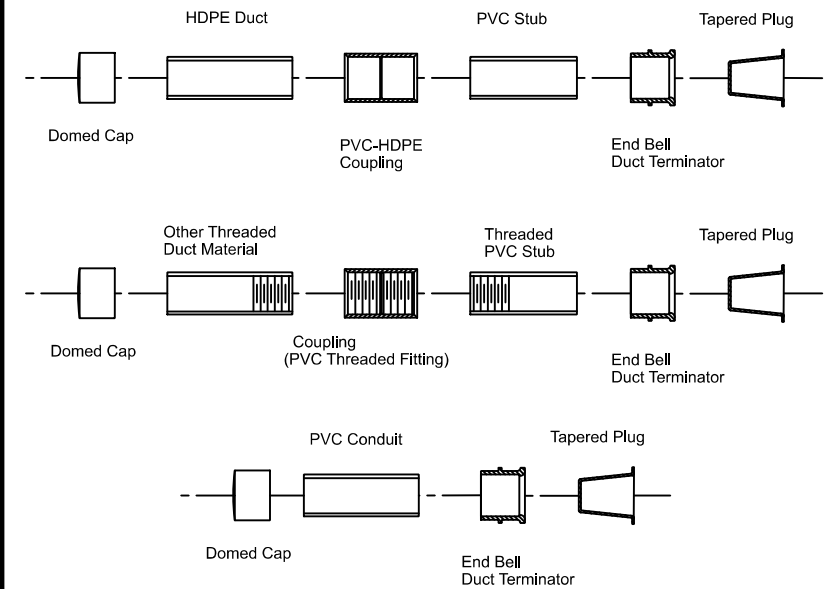 HDPE Duct
PVC Stub
Tapered Plug
Domed Cap
PVC-HDPE
Coupling
End Bell
Duct Terminator
Other Threaded
Duct Material
Threaded
PVC Stub
Tapered Plug
Domed Cap
Coupling
(PVC Threaded Fitting)
End Bell
Duct Terminator
PVC Conduit
Tapered Plug
Domed Cap
End Bell
Duct Terminator